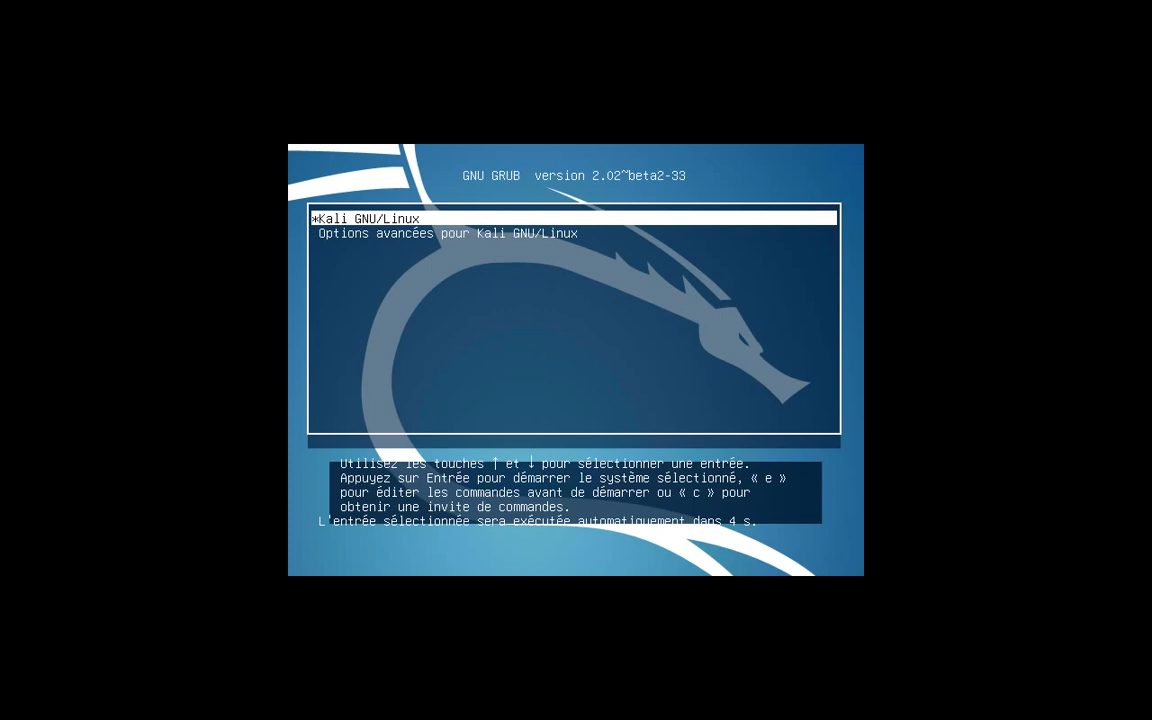 GNU GRUB version 2.02~beta2-33
*Kali GNU/Linux
Options avancées pour Kali GNU/Linux
Utilisez les touches ↑ et ↓ pour sélectionner une entrée.
Appuyez sur Entrée pour démarrer le système sélectionné, « e »
pour éditer les commandes avant de démarrer ou « c » pour
obtenir une invite de commandes.
L'entrée sélectionnée sera exécutée automatiquement dans 4 s.